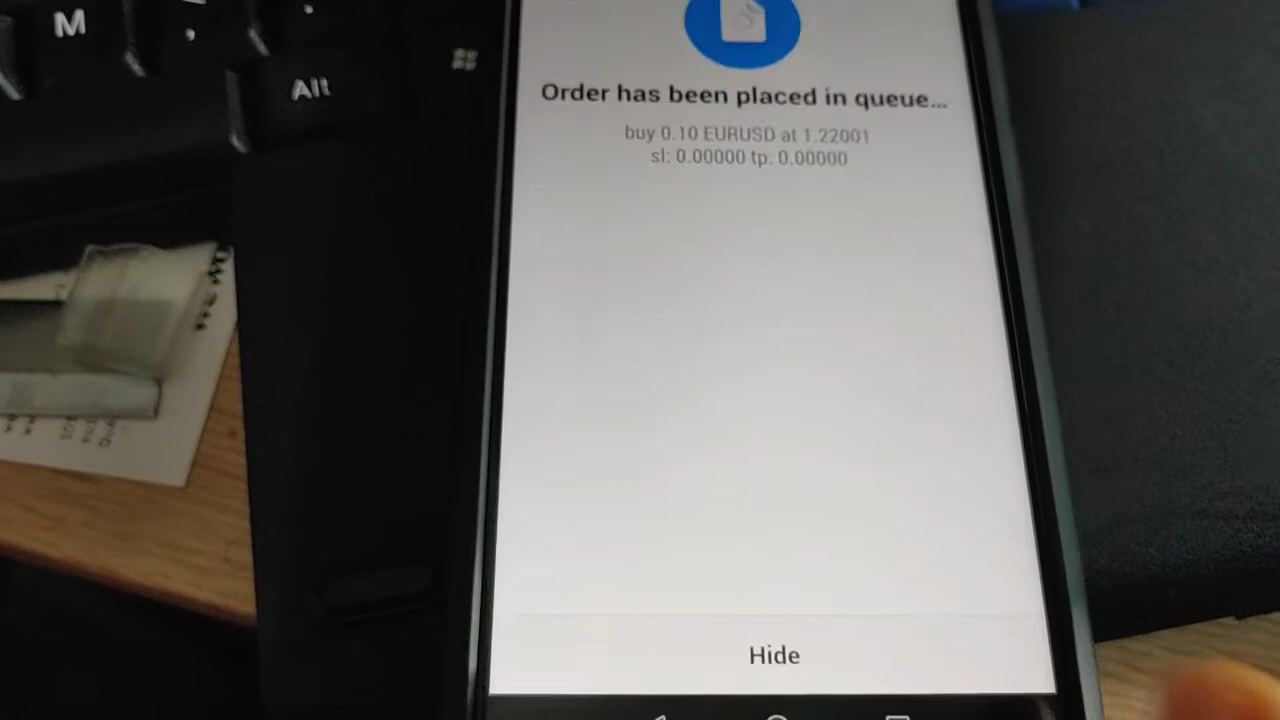 M
Alt
Order has been placed in queue...
buy 0.10 EURUSD at 1.22001
sl: 0.00000 tp: 0.00000
Hide